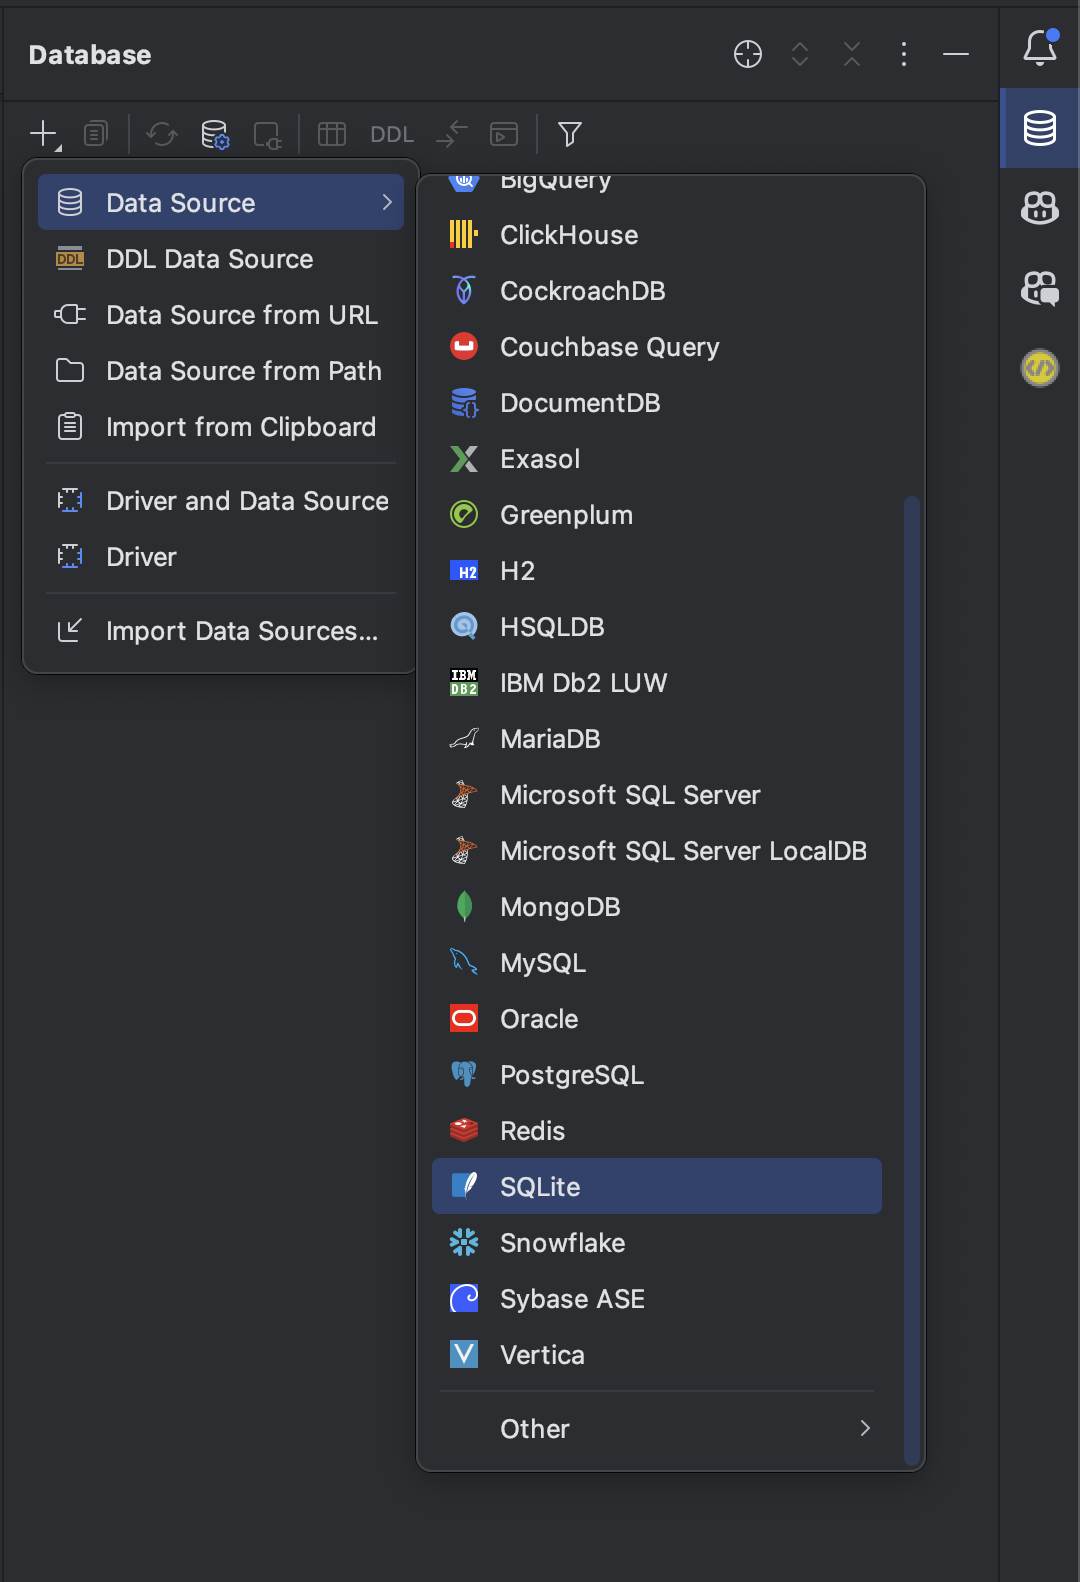 Database
DDL
Data Source
DDL DDL Data Source
Data Source from URL
Data Source from Path
Import from Clipboard
Driver and Data Source
Driver
Import Data Sources...
BigQuery
ClickHouse
CockroachDB
Couchbase Query
DocumentDB
Exasol
Greenplum
H2 H2
HSQLDB
IBM DB2 IBM Db2 LUW
MariaDB
Microsoft SQL Server
Microsoft SQL Server LocalDB
MongoDB
MySQL
Oracle
PostgreSQL
Redis
SQLite
Snowflake
Sybase ASE
V Vertica
Other